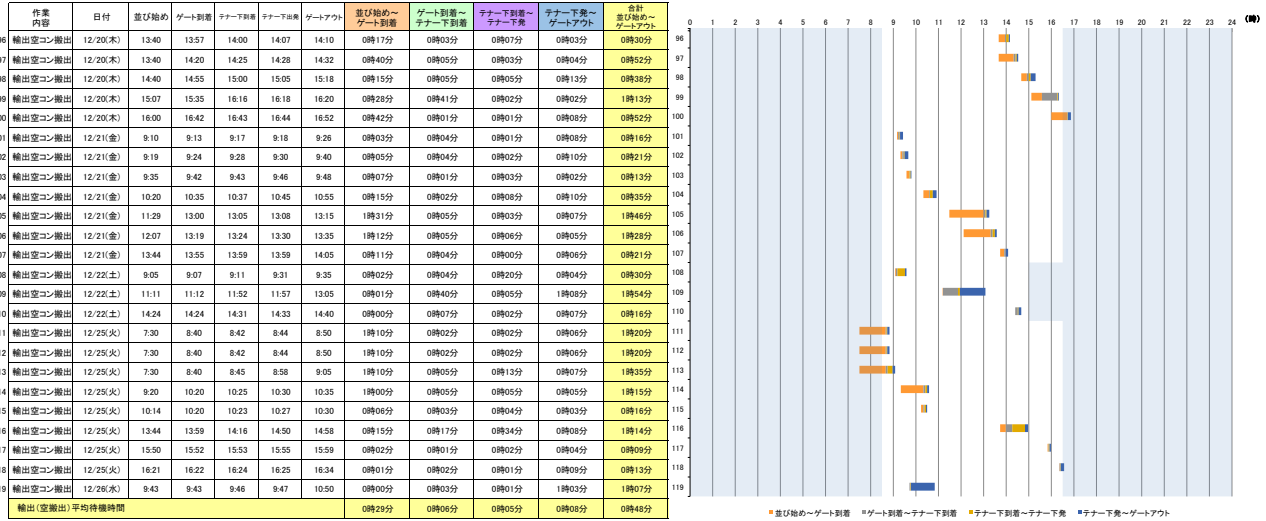 作業内容 日付 並び始め ゲート到着 テナー下到着 テナー下出発 ゲートアウト 並び始め～ゲート到着 ゲート到着～テナー下到着 テナー下到着～テナー下発 テナー下発～ゲートアウト 合計並び始め～ゲートアウト
輸出空コン搬出 12/20(木) 13:40 13:57 14:00 14:07 14:10 0時17分 0時03分 0時07分 0時03分 0時30分
輸出空コン搬出 12/20(木) 13:40 14:20 14:25 14:28 14:32 0時40分 0時05分 0時03分 0時04分 0時52分
輸出空コン搬出 12/20(木) 14:40 14:55 15:00 15:05 15:18 0時15分 0時05分 0時05分 0時13分 0時38分
輸出空コン搬出 12/20(木) 15:07 15:35 16:16 16:18 16:20 0時28分 0時41分 0時02分 0時02分 1時13分
輸出空コン搬出 12/20(木) 16:00 16:42 16:43 16:44 16:52 0時42分 0時01分 0時01分 0時08分 0時52分
輸出空コン搬出 12/21(金) 9:10 9:13 9:17 9:18 9:26 0時03分 0時04分 0時01分 0時08分 0時16分
輸出空コン搬出 12/21(金) 9:19 9:24 9:28 9:30 9:40 0時05分 0時04分 0時02分 0時10分 0時21分
輸出空コン搬出 12/21(金) 9:35 9:42 9:43 9:46 9:48 0時07分 0時01分 0時03分 0時02分 0時13分
輸出空コン搬出 12/21(金) 10:20 10:35 10:37 10:45 10:55 0時15分 0時02分 0時08分 0時10分 0時35分
輸出空コン搬出 12/21(金) 11:29 13:00 13:05 13:08 13:15 1時31分 0時05分 0時03分 0時07分 1時46分
輸出空コン搬出 12/21(金) 12:07 13:19 13:24 13:30 13:35 1時12分 0時05分 0時06分 0時05分 1時28分
輸出空コン搬出 12/21(金) 13:44 13:55 13:59 13:59 14:05 0時11分 0時04分 0時00分 0時06分 0時21分
輸出空コン搬出 12/22(土) 9:05 9:07 9:11 9:31 9:35 0時02分 0時04分 0時20分 0時04分 0時30分
輸出空コン搬出 12/22(土) 11:11 11:12 11:52 11:57 13:05 0時01分 0時40分 0時05分 1時08分 1時54分
輸出空コン搬出 12/22(土) 14:24 14:24 14:31 14:33 14:40 0時00分 0時07分 0時02分 0時07分 0時16分
輸出空コン搬出 12/25(火) 7:30 8:40 8:42 8:44 8:50 1時10分 0時02分 0時02分 0時06分 1時20分
輸出空コン搬出 12/25(火) 7:30 8:40 8:42 8:44 8:50 1時10分 0時02分 0時02分 0時06分 1時20分
輸出空コン搬出 12/25(火) 7:30 8:40 8:45 8:58 9:05 1時10分 0時05分 0時13分 0時07分 1時35分
輸出空コン搬出 12/25(火) 9:20 10:20 10:25 10:30 10:35 1時00分 0時05分 0時05分 0時05分 1時15分
輸出空コン搬出 12/25(火) 10:14 10:20 10:23 10:27 10:30 0時06分 0時03分 0時04分 0時03分 0時16分
輸出空コン搬出 12/25(火) 13:44 13:59 14:16 14:50 14:58 0時15分 0時17分 0時34分 0時08分 1時14分
輸出空コン搬出 12/25(火) 15:50 15:52 15:53 15:55 15:59 0時02分 0時01分 0時02分 0時04分 0時09分
輸出空コン搬出 12/25(火) 16:21 16:22 16:24 16:25 16:34 0時01分 0時02分 0時01分 0時09分 0時13分
輸出空コン搬出 12/26(水) 9:43 9:43 9:46 9:47 10:50 0時00分 0時03分 0時01分 1時03分 1時07分
輸出(空搬出)平均待機時間 0時29分 0時06分 0時05分 0時08分 0時48分
0 1 2 3 4 5 6 7 8 9 10 11 12 13 14 15 16 17 18 19 20 21 22 23 24 (時)
96
97
98
99
100
101
102
103
104
105
106
107
108
109
110
111
112
113
114
115
116
117
118
119
並び始め～ゲート到着 ゲート到着～テナー下到着 テナー下到着～テナー下発 テナー下発～ゲートアウト